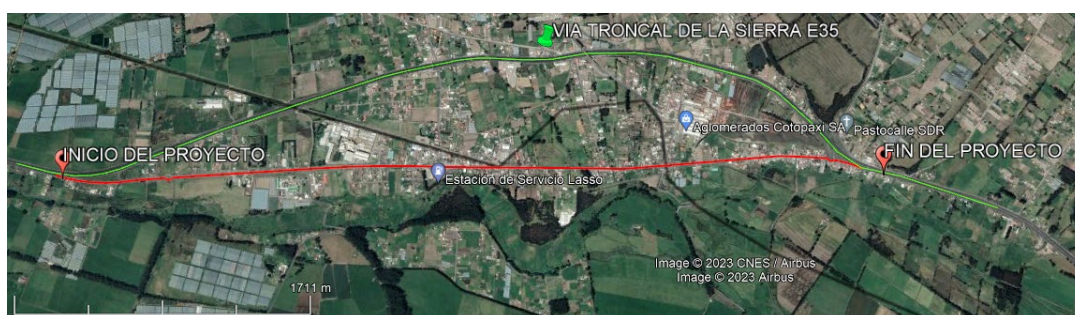 VIA TRONCAL DE LA SIERRA E35
Aglomerados Cotopaxi SA
Pastocalle SDR
INICIO DEL PROYECTO
FIN DEL PROYECTO
Estación de Servicio Lasso
Image © 2023 CNES / Airbus
Image © 2023 Airbus
1711 m